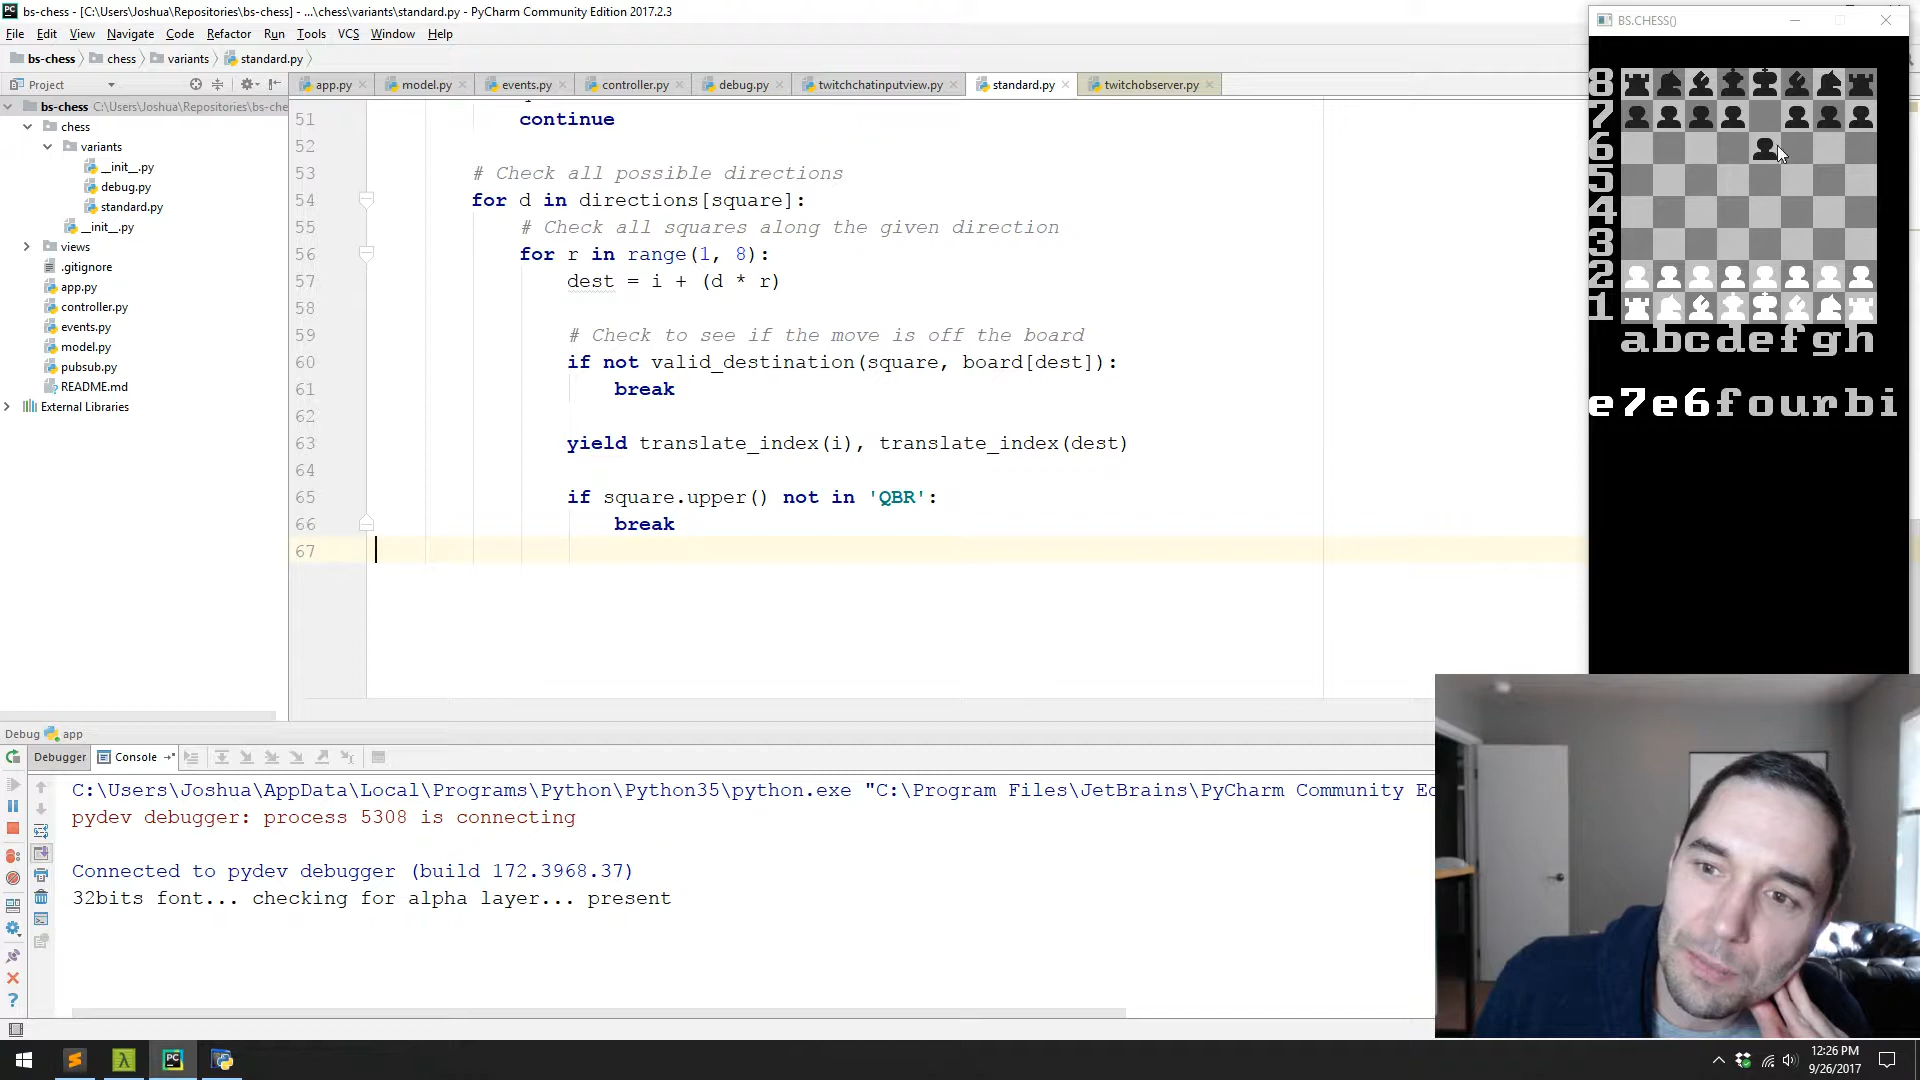 bs-chess - [C:\Users\Joshua\Repositories\bs-chess] - ...\chess\variants\standard.py - PyCharm Community Edition 2017.2.3
File Edit View Navigate Code Refactor Run Tools VCS Window Help
bs-chess chess variants standard.py
Project
app.py model.py events.py controller.py debug.py twitchchatinputview.py standard.py twitchobserver.py
bs-chess C:\Users\Joshua\Repositories\bs-che
chess
variants
__init__.py
debug.py
standard.py
__init__.py
views
.gitignore
app.py
controller.py
events.py
model.py
pubsub.py
README.md
External Libraries
51 continue
52
53 # Check all possible directions
54 for d in directions[square]:
55 # Check all squares along the given direction
56 for r in range(1, 8):
57 dest = i + (d * r)
58
59 # Check to see if the move is off the board
60 if not valid_destination(square, board[dest]):
61 break
62
63 yield translate_index(i), translate_index(dest)
64
65 if square.upper() not in 'QBR':
66 break
67
BS.CHESS()
8
7
6
5
4
3
2
1
abcdefgh
e7e6fourbi
Debug app
Debugger Console
C:\Users\Joshua\AppData\Local\Programs\Python\Python35\python.exe "C:\Program Files\JetBrains\PyCharm Community Ed
pydev debugger: process 5308 is connecting
Connected to pydev debugger (build 172.3968.37)
32bits font... checking for alpha layer... present
12:26 PM
9/26/2017